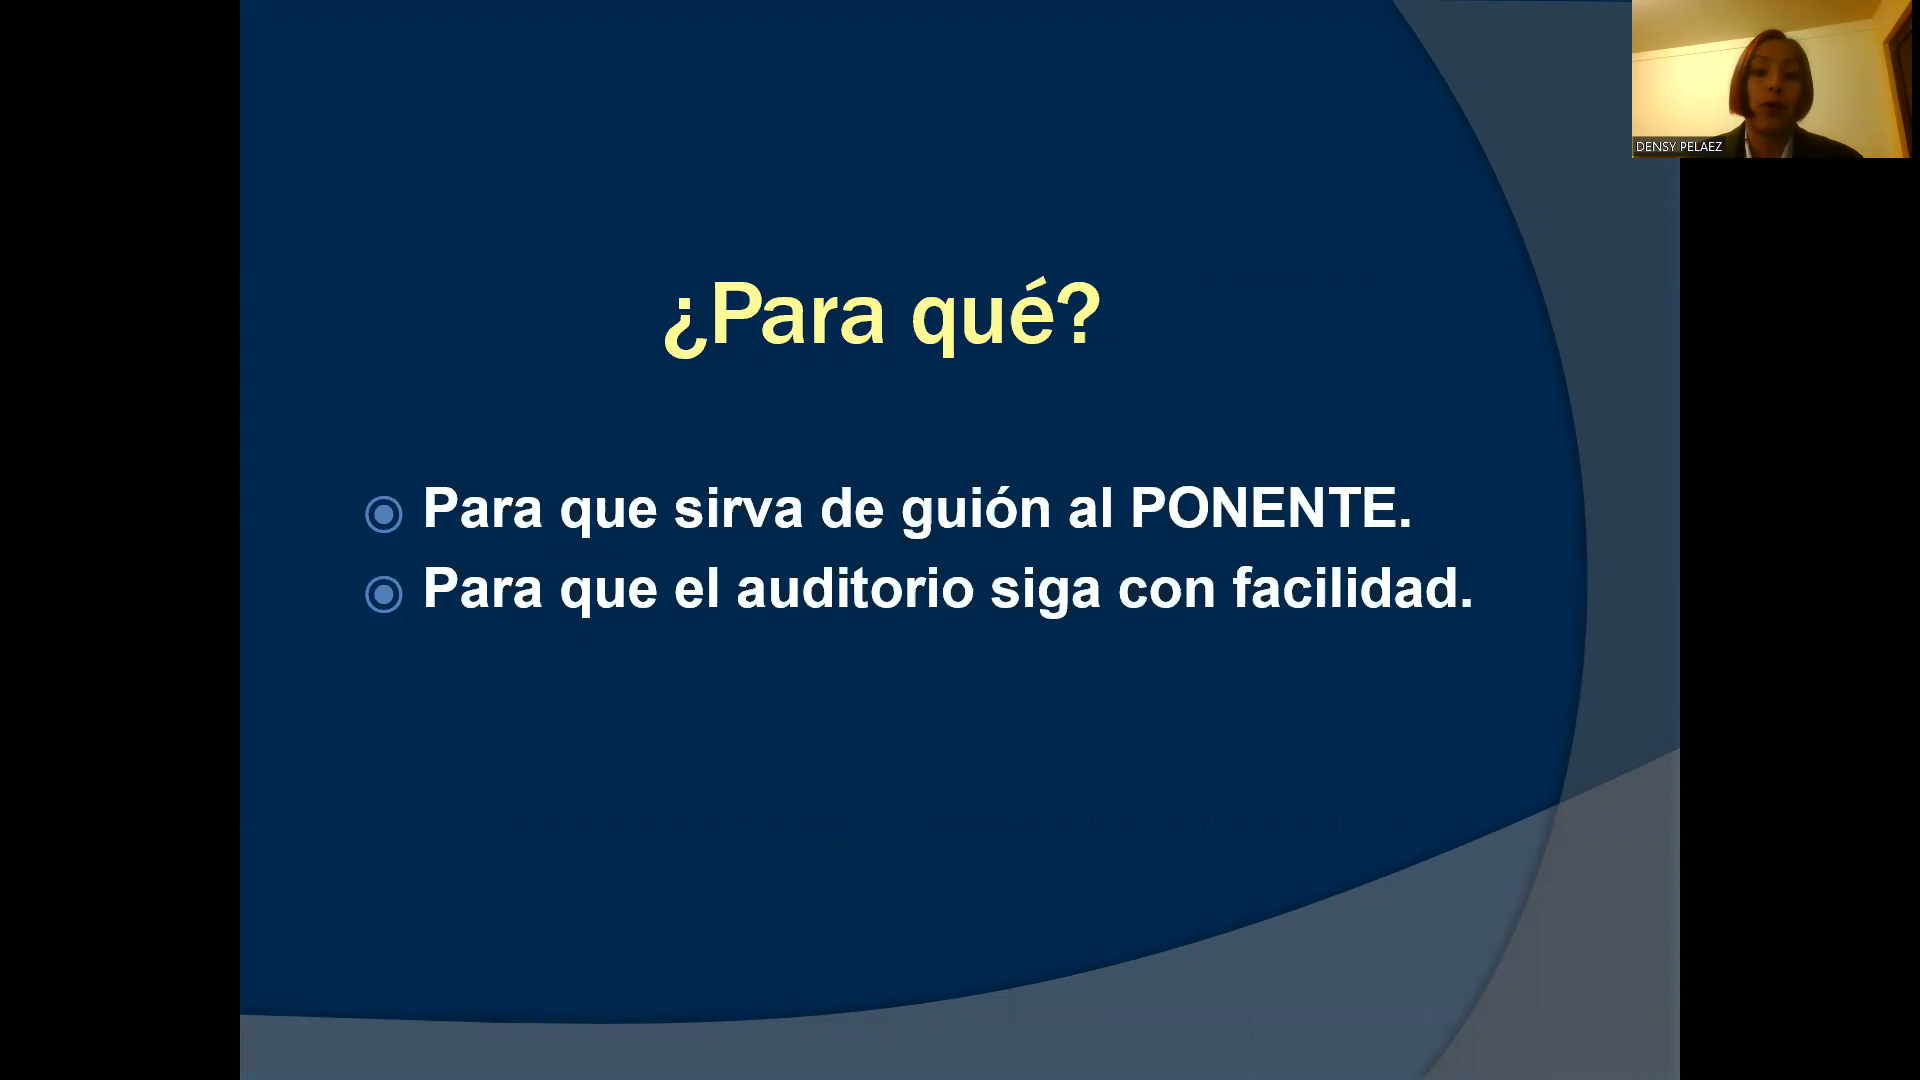 DENSY PELAEZ
¿Para qué?
Para que sirva de guión al PONENTE.
Para que el auditorio siga con facilidad.